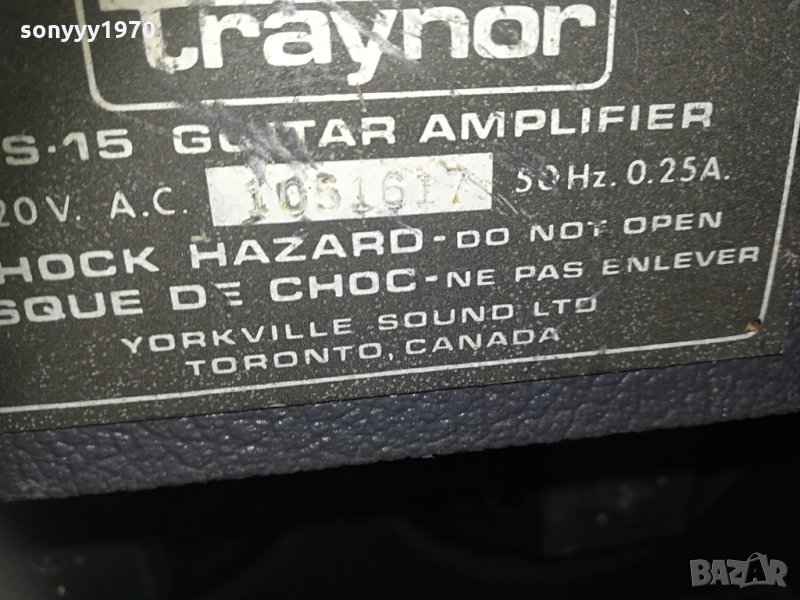 sonyyy1970
traynor
S-15 GUITAR AMPLIFIER
20V. A.C. 10S1617 50Hz. 0.25A.
HOCK HAZARD-DO NOT OPEN
SQUE DE CHOC-NE PAS ENLEVER
YORKVILLE SOUND LTD
TORONTO, CANADA
BAZAR